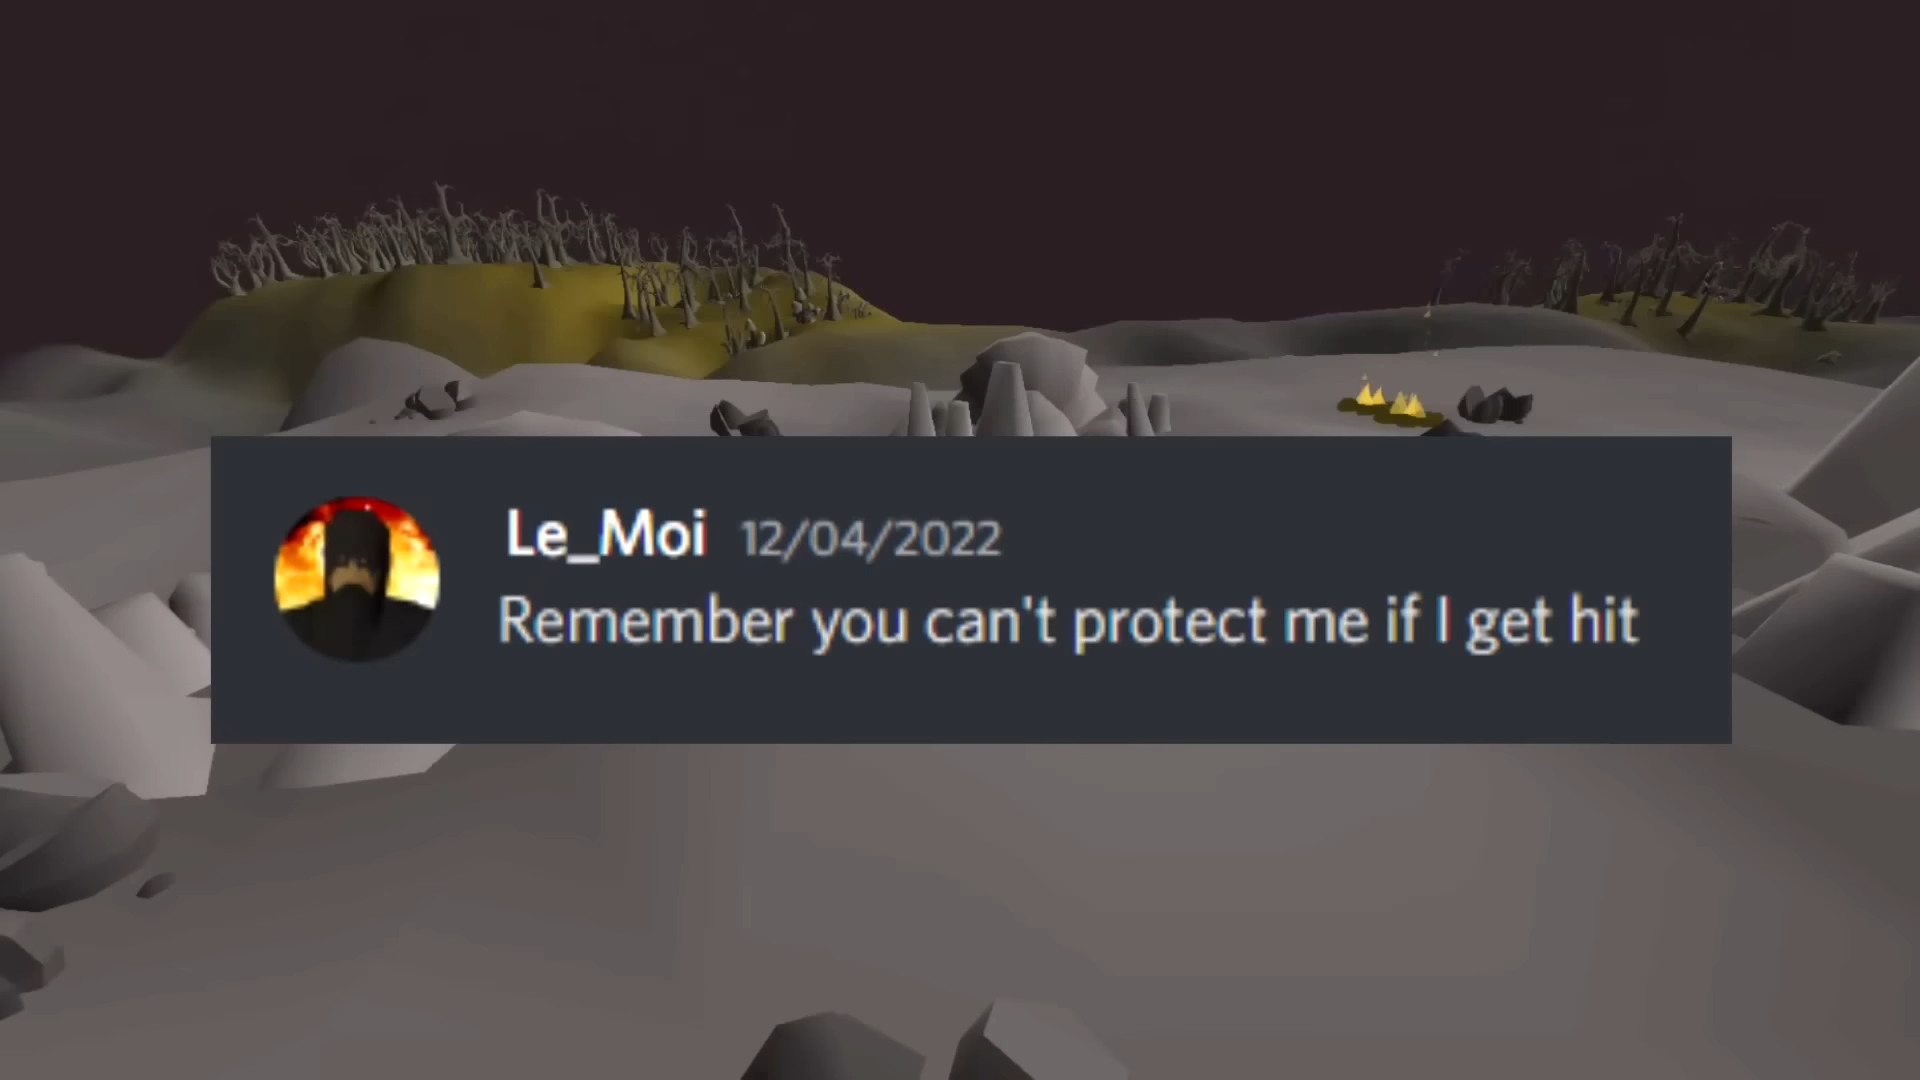 Le_Moi 12/04/2022
Remember you can't protect me if I get hit